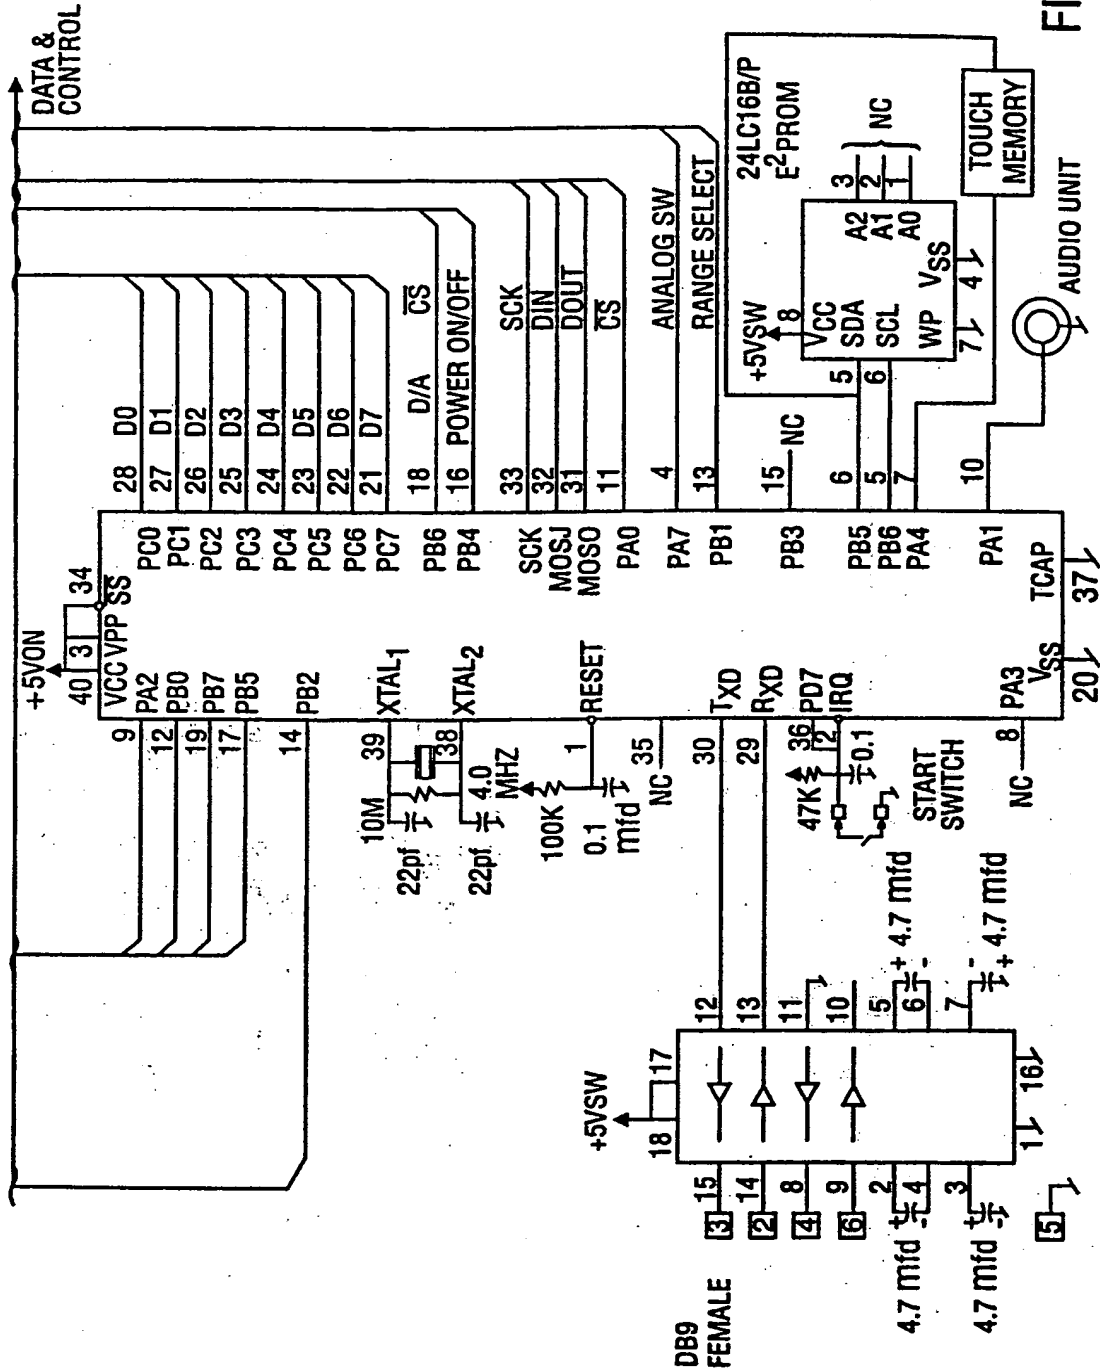 DATA &
CONTROL
+5VON
40 3 34
VCC VPP SS
9 PA2
12 PB0
19 PB7
17 PB5
14 PB2
39 XTAL1
38 XTAL2
10M
22pf
22pf
4.0
MHZ
100K
0.1
mfd
1 RESET
35
NC
30 TXD
29 RXD
36 PD7
2 IRQ
47K
0.1
START
SWITCH
8 PA3
NC
VSS
20
TCAP
37
PC0 28 D0
PC1 27 D1
PC2 26 D2
PC3 25 D3
PC4 24 D4
PC5 23 D5
PC6 22 D6
PC7 21 D7
PB6 18 D/A CS
PB4 16 POWER ON/OFF
SCK 33 SCK
MOSJ 32 DIN
MOSO 31 DOUT
PA0 11 CS
PA7 4 ANALOG SW
PB1 13 RANGE SELECT
PB3 15 NC
PB5 6
PB6 5
PA4 7
PA1 10
+5VSW
24LC16B/P
E2PROM
8
VCC
5 SDA
6 SCL
WP
7
VSS
4
A2 3
A1 2
A0 1
NC
TOUCH
MEMORY
AUDIO UNIT
+5VSW
18 17
DB9
FEMALE
3 15
2 14
4 8
6 9
2
4
3
5
4.7 mfd + -
4.7 mfd + -
12
13
11
10
5
6
7
+ 4.7 mfd
-
-
+ 4.7 mfd
1 16
FI